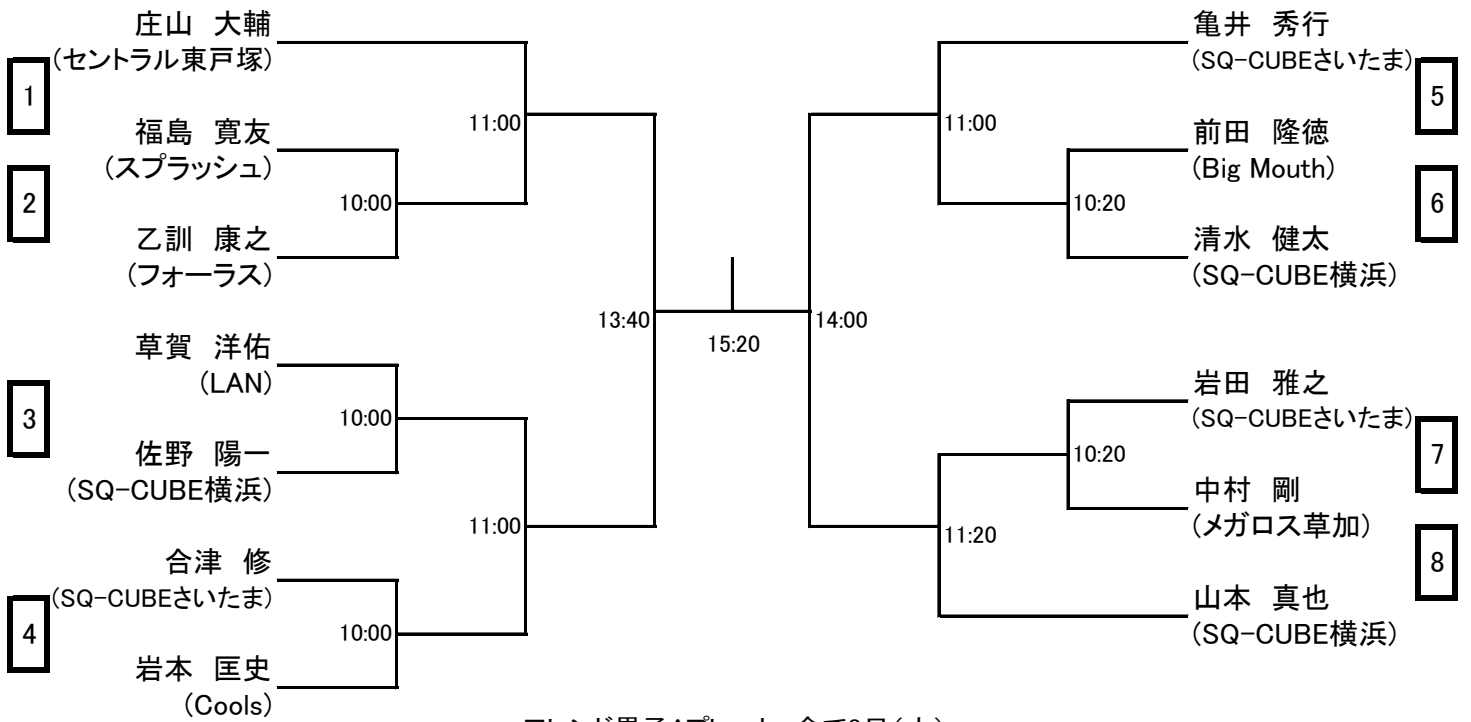 庄山 大輔
(セントラル東戸塚)
1
福島 寛友
(スプラッシュ)
2
乙訓 康之
(フォーラス)
草賀 洋佑
(LAN)
3
佐野 陽一
(SQ-CUBE横浜)
合津 修
(SQ-CUBEさいたま)
4
岩本 匡史
(Cools)
10:00
10:00
10:00
11:00
11:00
13:40
15:20
14:00
11:00
11:20
10:20
10:20
亀井 秀行
(SQ-CUBEさいたま)
5
前田 隆徳
(Big Mouth)
6
清水 健太
(SQ-CUBE横浜)
岩田 雅之
(SQ-CUBEさいたま)
7
中村 剛
(メガロス草加)
8
山本 真也
(SQ-CUBE横浜)